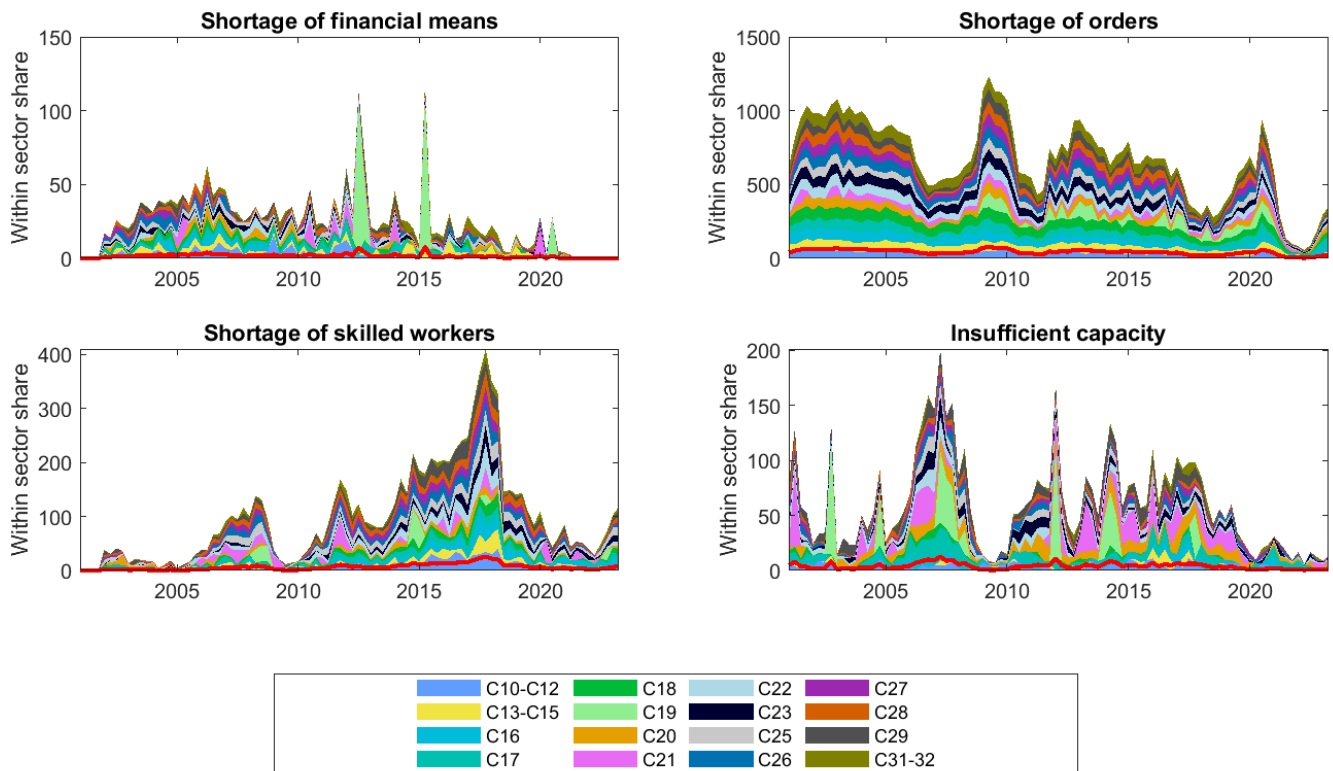 Shortage of financial means
Within sector share
150
100
50
0
2005 2010 2015 2020
Shortage of orders
Within sector share
1500
1000
500
0
2005 2010 2015 2020
Shortage of skilled workers
Within sector share
400
300
200
100
0
2005 2010 2015 2020
Insufficient capacity
Within sector share
200
150
100
50
0
2005 2010 2015 2020
C10-C12 C18 C22 C27
C13-C15 C19 C23 C28
C16 C20 C25 C29
C17 C21 C26 C31-32